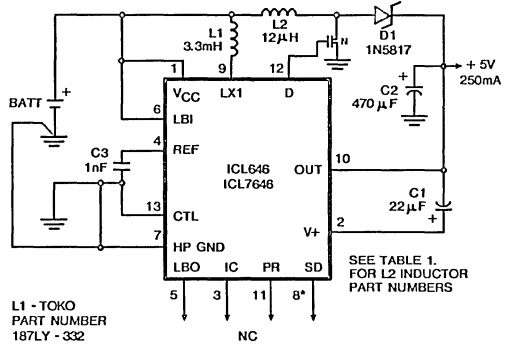 L1
3.3mH
L2
12μH
N
D1
1N5817
+ 5V
250mA
C2
470 μF
+
BATT
+
1
9
12
VCC
LX1
D
6
LBI
4
REF
C3
1nF
ICL646
ICL7646
OUT
10
C1
22μF
+
13
CTL
V+
2
7
HP GND
LBO
IC
PR
SD
5
3
11
8*
SEE TABLE 1.
FOR L2 INDUCTOR
PART NUMBERS
L1 - TOKO
PART NUMBER
187LY - 332
NC